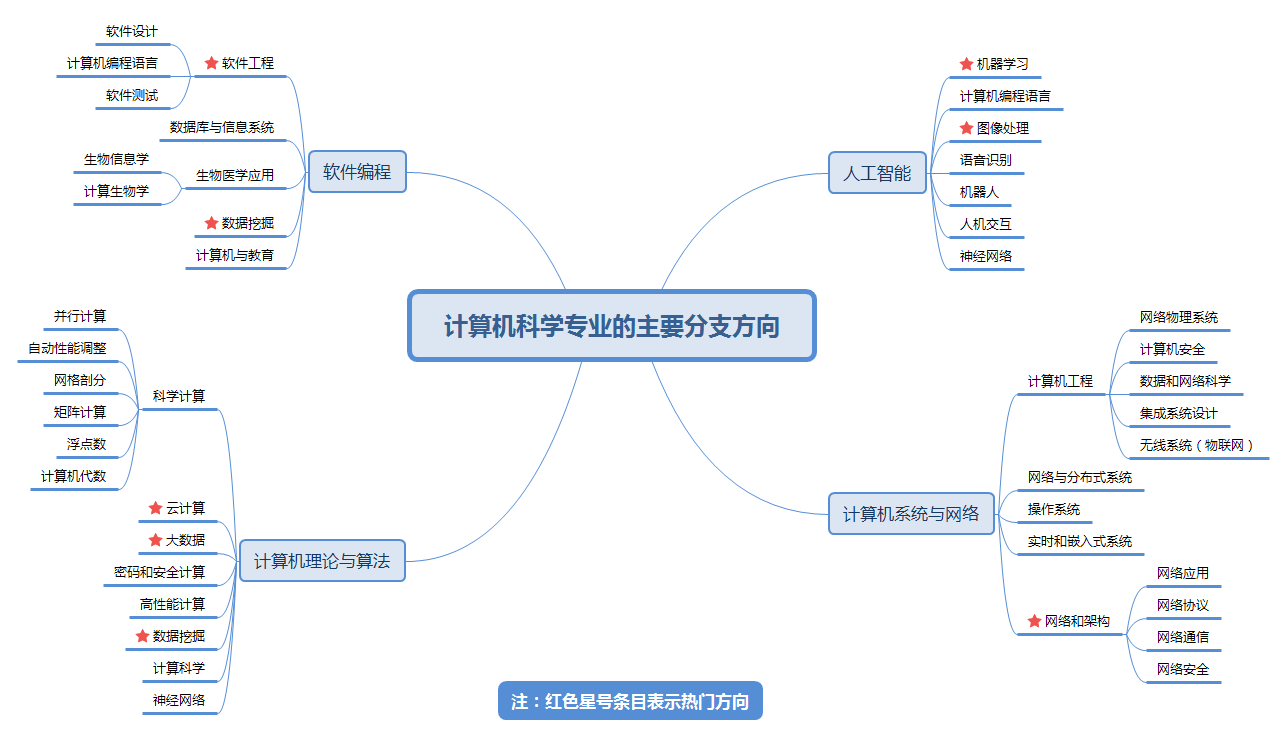 计算机科学专业的主要分支方向
软件编程
软件工程
软件设计
计算机编程语言
软件测试
数据库与信息系统
生物医学应用
生物信息学
计算生物学
数据挖掘
计算机与教育
人工智能
机器学习
计算机编程语言
图像处理
语音识别
机器人
人机交互
神经网络
计算机理论与算法
科学计算
并行计算
自动性能调整
网格剖分
矩阵计算
浮点数
计算机代数
云计算
大数据
密码和安全计算
高性能计算
数据挖掘
计算科学
神经网络
计算机系统与网络
计算机工程
网络物理系统
计算机安全
数据和网络科学
集成系统设计
无线系统（物联网）
网络与分布式系统
操作系统
实时和嵌入式系统
网络和架构
网络应用
网络协议
网络通信
网络安全
注：红色星号条目表示热门方向